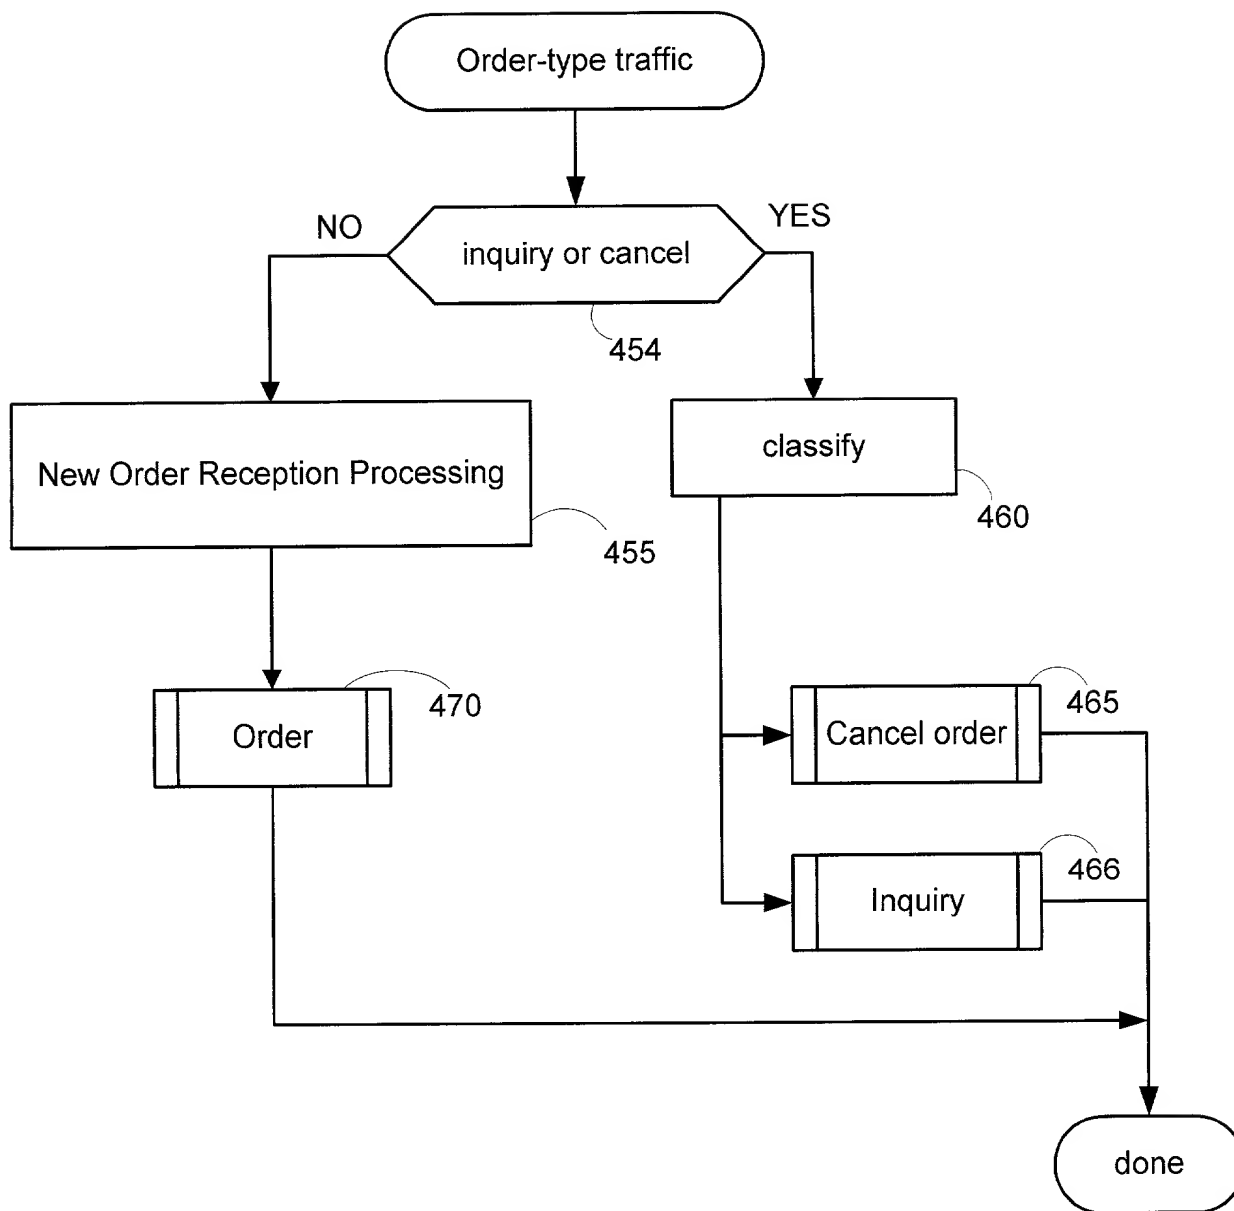 Order-type traffic
NO
YES
inquiry or cancel
454
New Order Reception Processing
classify
455
460
Order
470
Cancel order
465
Inquiry
466
done